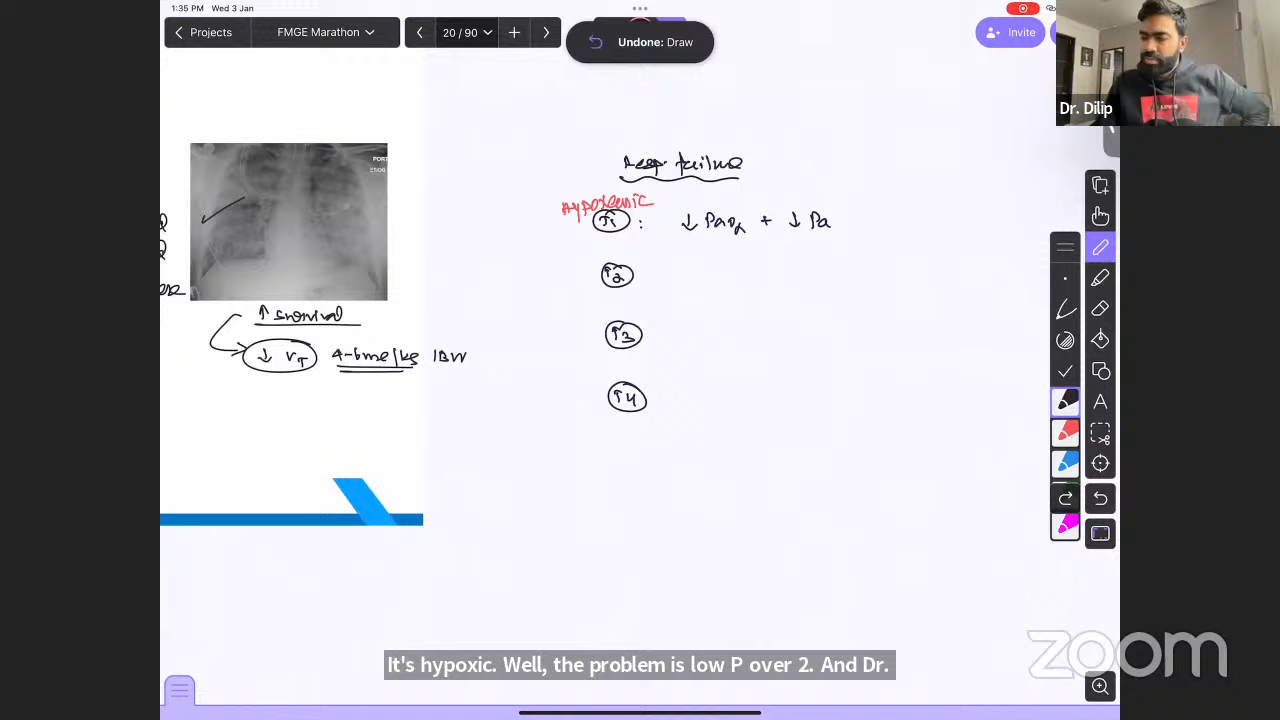 1:35 PM Wed 3 Jan
Projects
FMGE Marathon
20 / 90
Undone: Draw
Invite
Dr. Dilip
PORT
Resp. failure
Hypoxemic
T1 : ↓ PaO2 + ↓ Pa
T2
T3
T4
↑ survival
↓ VT 4-6ml/kg IBW
It's hypoxic. Well, the problem is low P over 2. And Dr.
zoom